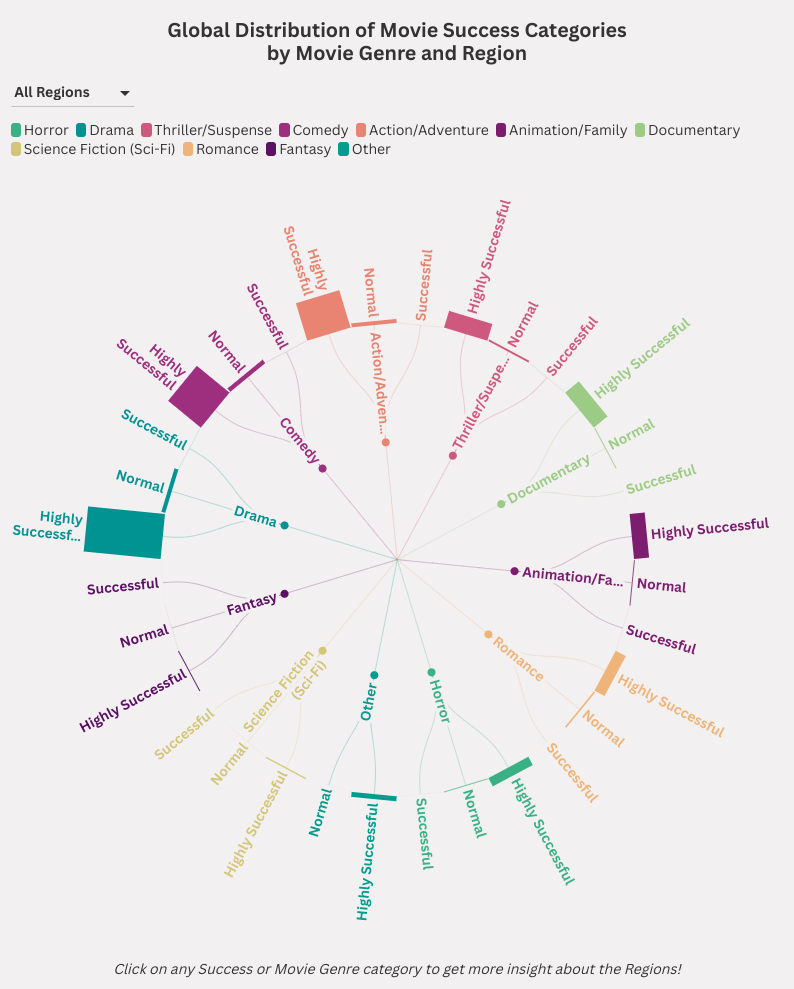 Global Distribution of Movie Success Categories
by Movie Genre and Region
All Regions
Horror Drama Thriller/Suspense Comedy Action/Adventure Animation/Family Documentary
Science Fiction (Sci-Fi) Romance Fantasy Other
Highly
Successful
Normal
Successful
Action/Adven...
Highly Successful
Normal
Successful
Thriller/Suspe...
Highly Successful
Normal
Successful
Documentary
Highly Successful
Normal
Successful
Animation/Fa...
Highly Successful
Normal
Successful
Romance
Highly Successful
Normal
Successful
Horror
Highly Successful
Normal
Other
Highly Successful
Normal
Successful
Science Fiction
(Sci-Fi)
Highly Successful
Normal
Successful
Fantasy
Highly
Successf...
Normal
Successful
Drama
Highly
Successful
Normal
Successful
Comedy
Click on any Success or Movie Genre category to get more insight about the Regions!